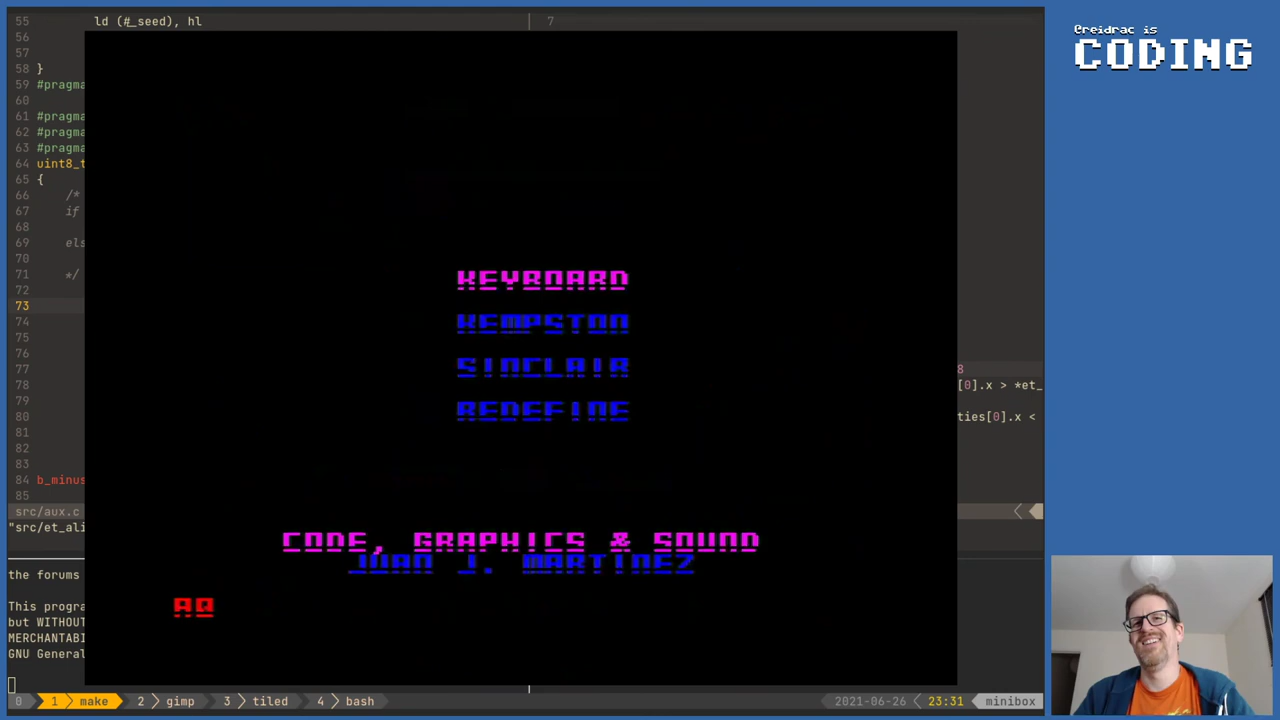 55 ld (#_seed), hl
7
56
57
58 }
59 #pragma
60
61 #pragma
62 #pragma
63 #pragma
64 uint8_t
65 {
66 /*
67 if
68
69 els
70
71 */
72
73
74
75
76
77
78
79
80
81
82
83
84 b_minus
85
8
[0].x > *et_
ties[0].x <
src/aux.c
"src/et_ali
the forums
This progra
but WITHOUT
MERCHANTABI
GNU General
KEYBOARD
KEMPSTON
SINCLAIR
REDEFINE
CODE, GRAPHICS & SOUND
JUAN J. MARTINEZ
AQ
0 1 make 2 gimp 3 tiled 4 bash 2021-06-26 23:31 minibox
@reidrac is
CODING